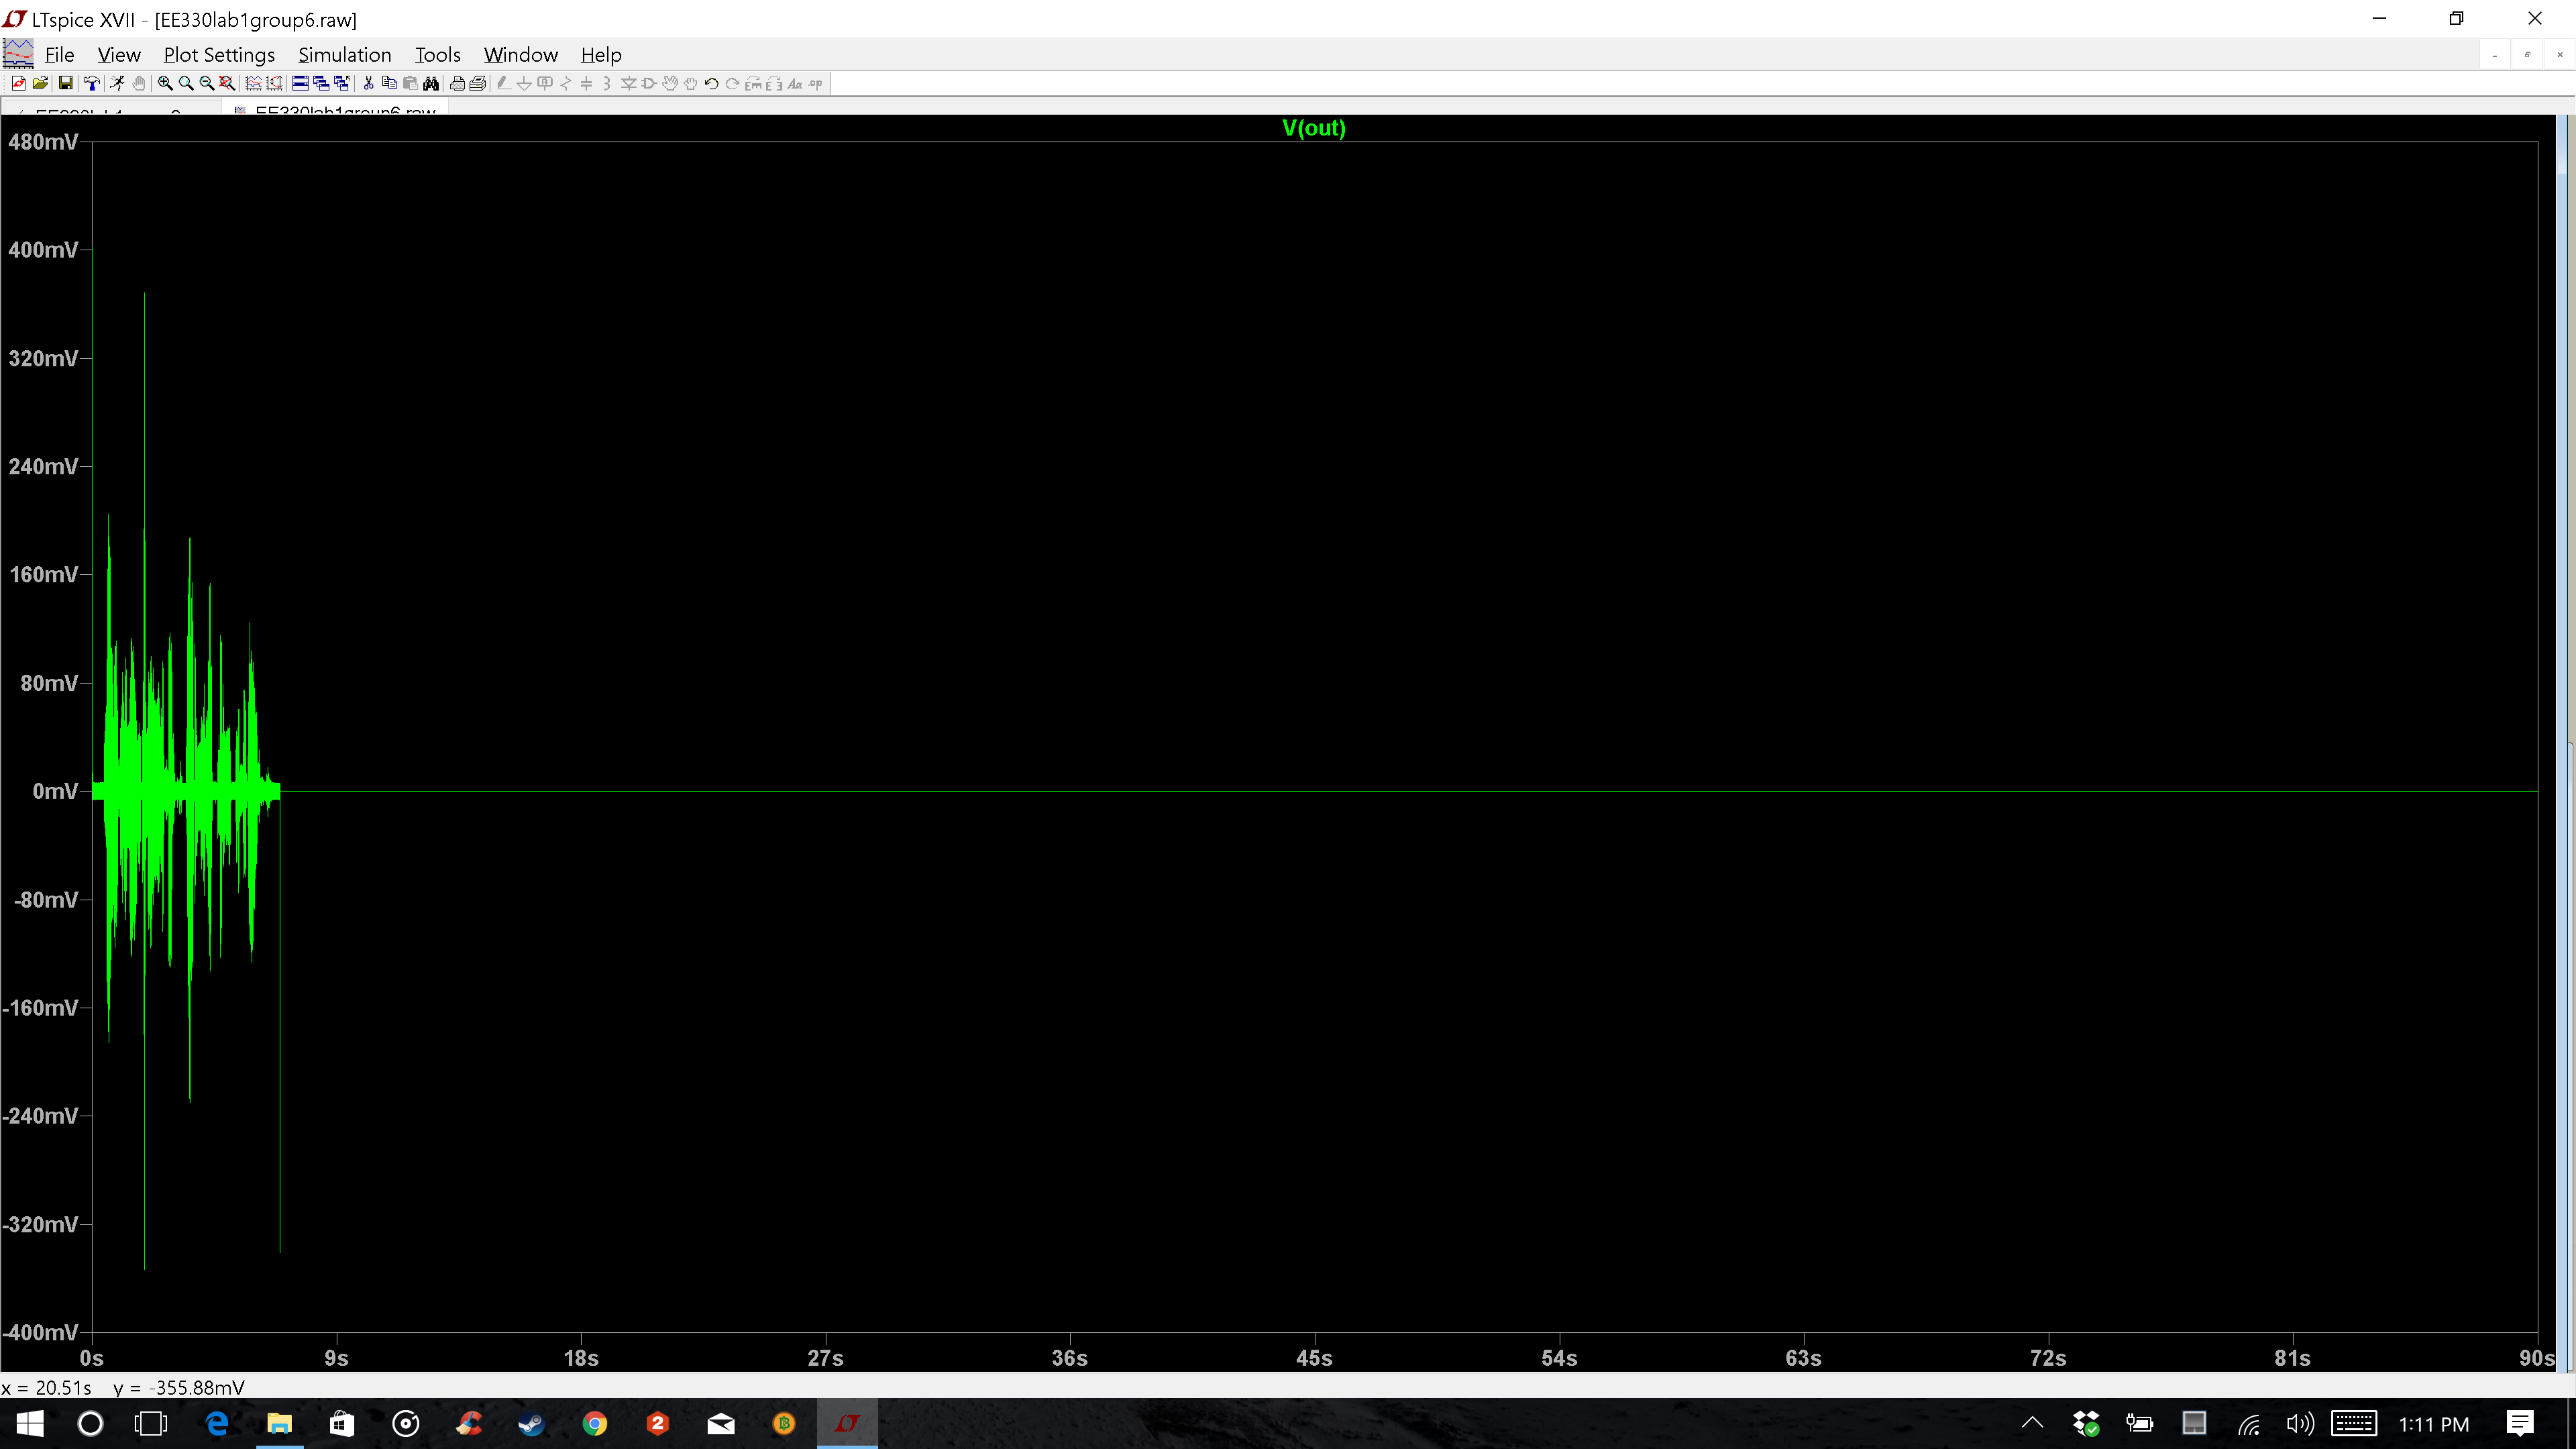 LTspice XVII - [EE330lab1group6.raw]
File View Plot Settings Simulation Tools Window Help
EE330lab1group6.raw
V(out)
480mV
400mV
320mV
240mV
160mV
80mV
0mV
-80mV
-160mV
-240mV
-320mV
-400mV
0s 9s 18s 27s 36s 45s 54s 63s 72s 81s 90s
x = 20.51s y = -355.88mV
1:11 PM